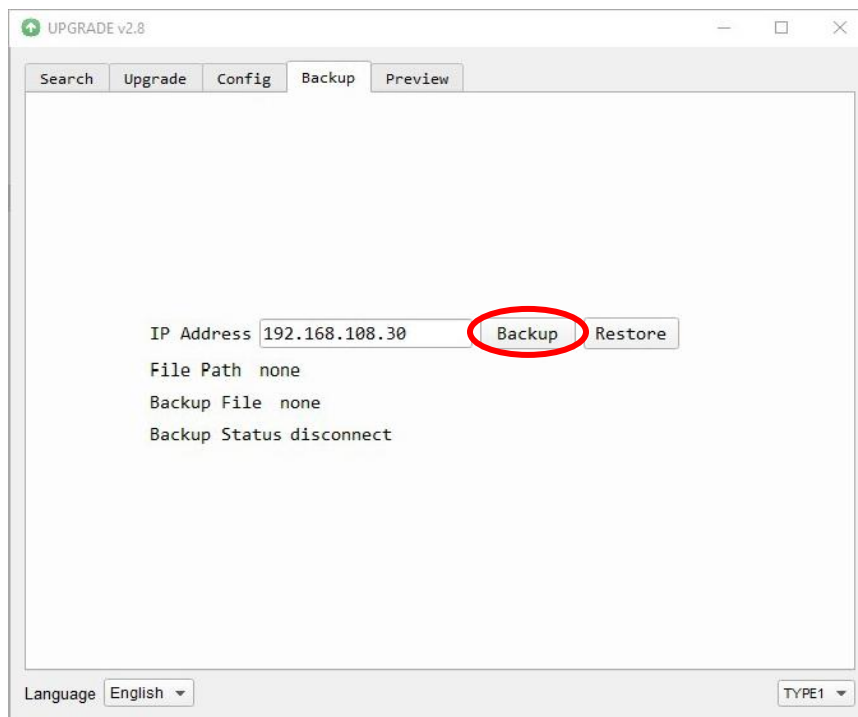 UPGRADE v2.8
Search Upgrade Config Backup Preview
IP Address 192.168.108.30 Backup Restore
File Path none
Backup File none
Backup Status disconnect
Language English TYPE1